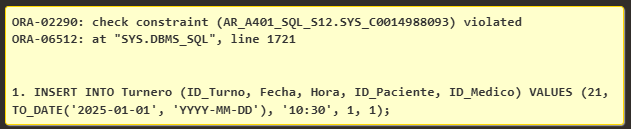 ORA-02290: check constraint (AR_A401_SQL_S12.SYS_C0014988093) violated
ORA-06512: at "SYS.DBMS_SQL", line 1721
1. INSERT INTO Turnero (ID_Turno, Fecha, Hora, ID_Paciente, ID_Medico) VALUES (21,
TO_DATE('2025-01-01', 'YYYY-MM-DD'), '10:30', 1, 1);